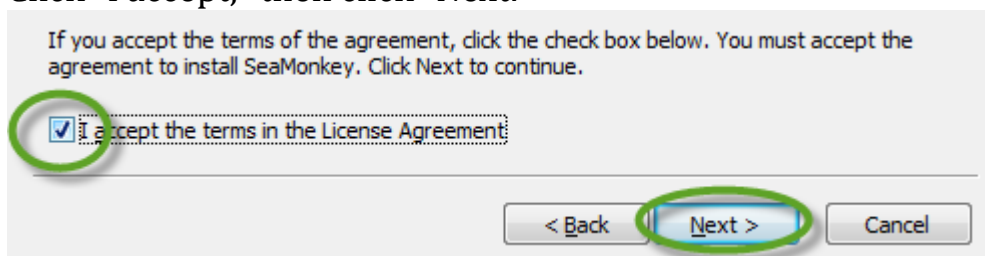 Click "I accept," then click "Next."
If you accept the terms of the agreement, click the check box below. You must accept the
agreement to install SeaMonkey. Click Next to continue.
I accept the terms in the License Agreement
< Back Next > Cancel